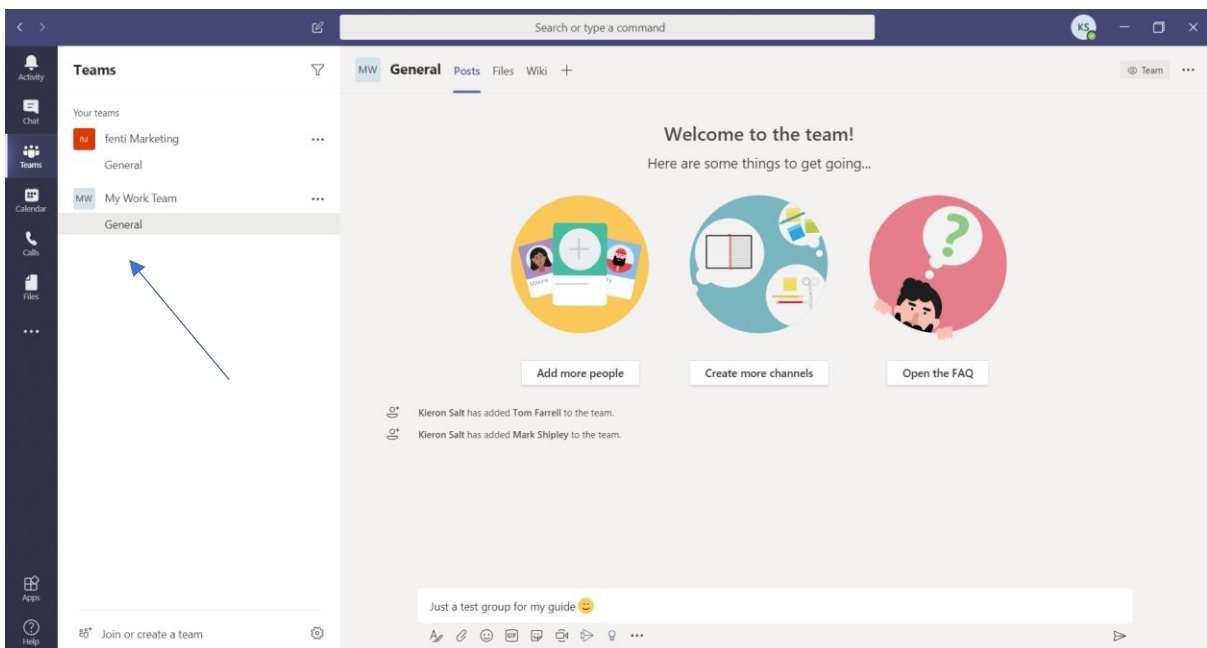 Search or type a command
KS
Activity
Chat
Teams
Calendar
Calls
Files
Apps
Help
Teams
Your teams
fenti Marketing
General
MW My Work Team
General
Join or create a team
MW General Posts Files Wiki
Team
Welcome to the team!
Here are some things to get going...
Maxine
Add more people
Create more channels
Open the FAQ
Kieron Salt has added Tom Farrell to the team.
Kieron Salt has added Mark Shipley to the team.
Just a test group for my guide 🙂
GIF